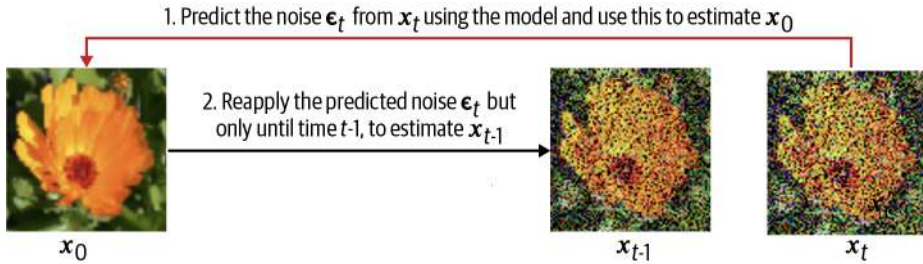 1. Predict the noise ϵₜ from xₜ using the model and use this to estimate x₀
2. Reapply the predicted noise ϵₜ but
only until time t-1, to estimate xₜ₋₁
x₀
xₜ₋₁
xₜ